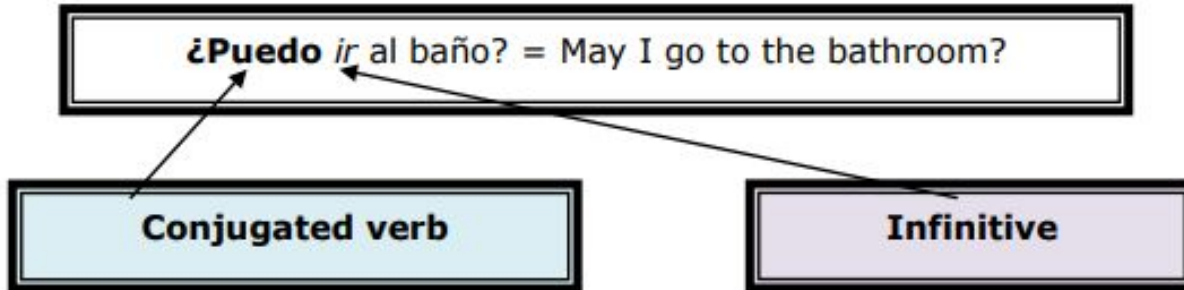 ¿Puedo ir al baño? = May I go to the bathroom?
Conjugated verb
Infinitive